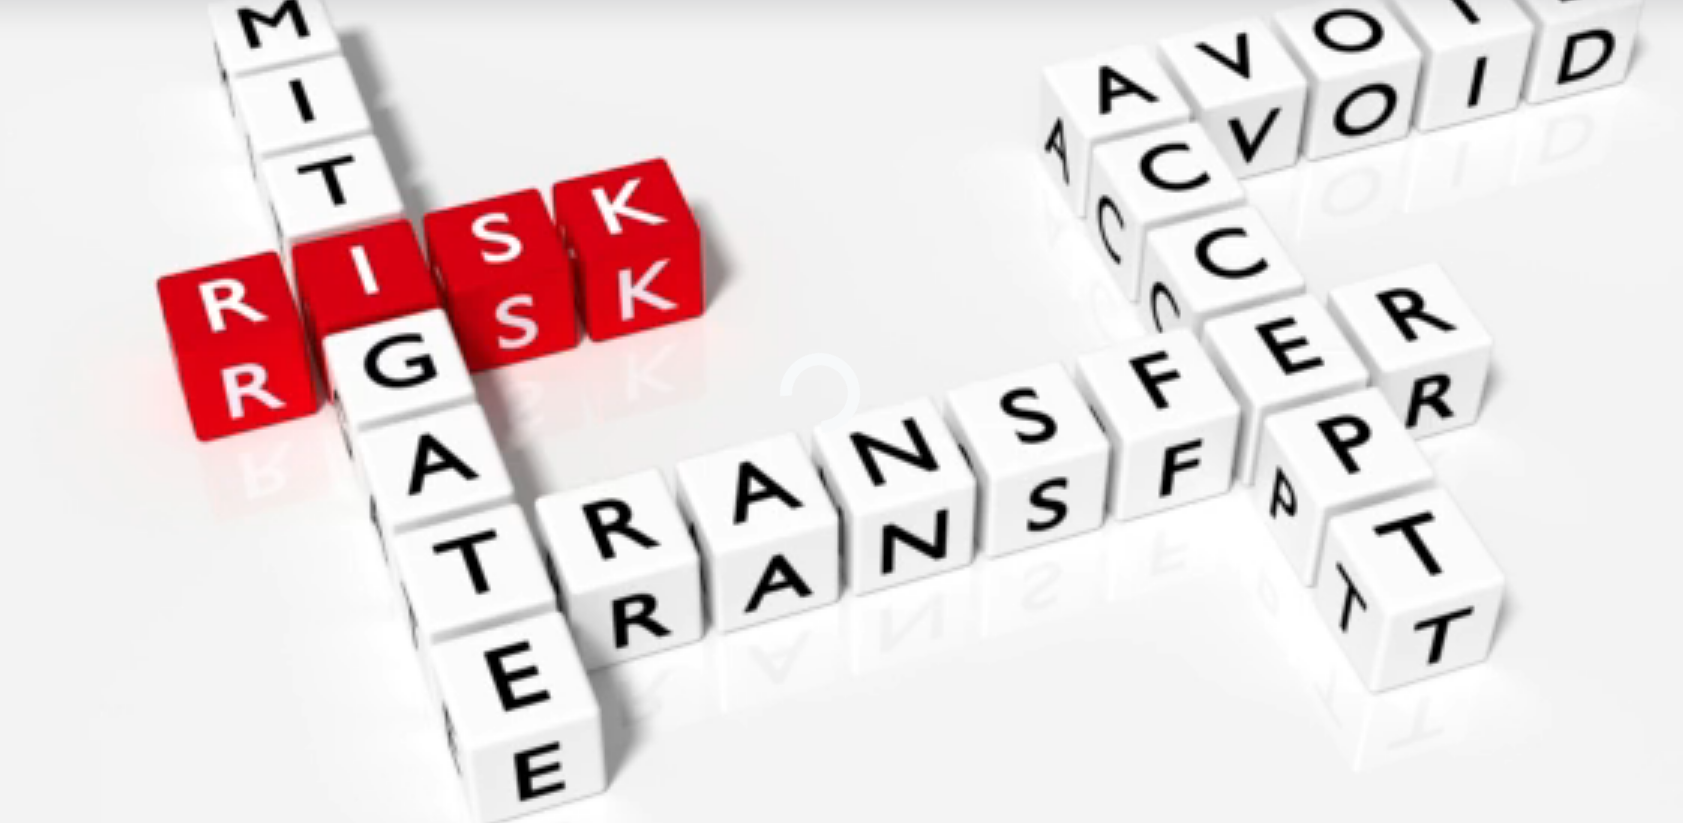 MITIGATE
RISK
TRANSFER
ACCEPT
AVOID